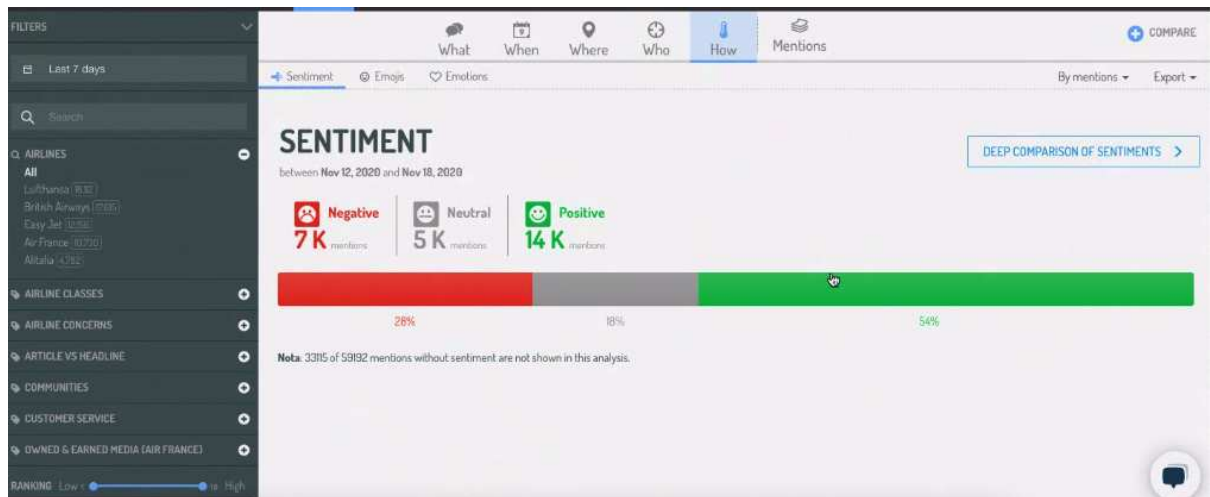 FILTERS
Last 7 days
Search
AIRLINES
All
Lufthansa
British Airways
Easy Jet
Air France
Alitalia 4,782
AIRLINE CLASSES
AIRLINE CONCERNS
ARTICLE VS HEADLINE
COMMUNITIES
CUSTOMER SERVICE
OWNED & EARNED MEDIA (AIR FRANCE)
RANKING Low 1 10 High
What When Where Who How Mentions
COMPARE
Sentiment Emojis Emotions By mentions Export
SENTIMENT
DEEP COMPARISON OF SENTIMENTS
between Nov 12, 2020 and Nov 18, 2020
Negative Neutral Positive
7 K mentions 5 K mentions 14 K mentions
28% 18% 54%
Nota: 33115 of 59192 mentions without sentiment are not shown in this analysis.